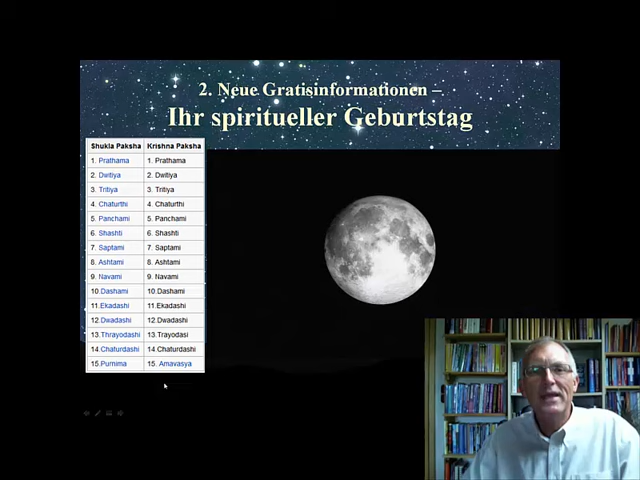 2. Neue Gratisinformationen –
Ihr spiritueller Geburtstag
Shukla Paksha Krishna Paksha
1. Prathama 1. Prathama
2. Dwitiya 2. Dwitiya
3. Tritiya 3. Tritiya
4. Chaturthi 4. Chaturthi
5. Panchami 5. Panchami
6. Shashti 6. Shashti
7. Saptami 7. Saptami
8. Ashtami 8. Ashtami
9. Navami 9. Navami
10.Dashami 10.Dashami
11.Ekadashi 11.Ekadashi
12.Dwadashi 12.Dwadashi
13.Thrayodashi 13.Trayodasi
14.Chaturdashi 14.Chaturdashi
15.Purnima 15. Amavasya